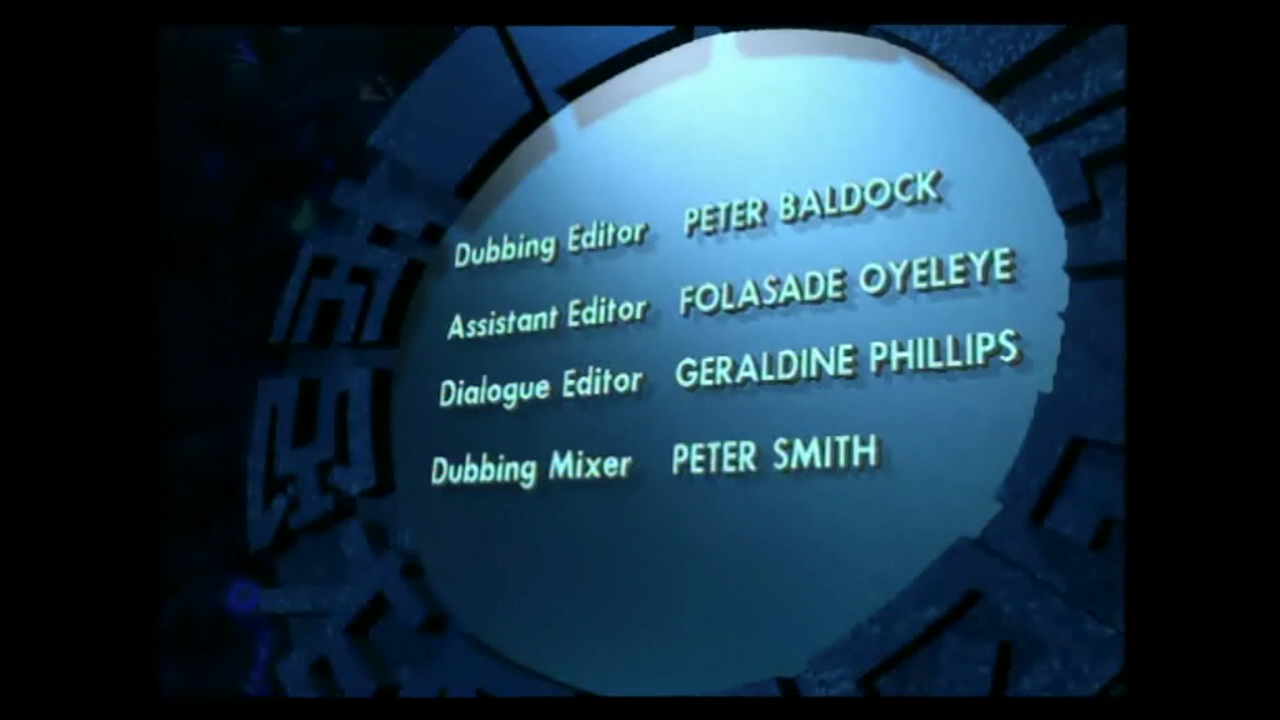 Dubbing Editor PETER BALDOCK
Assistant Editor FOLASADE OYELEYE
Dialogue Editor GERALDINE PHILLIPS
Dubbing Mixer PETER SMITH